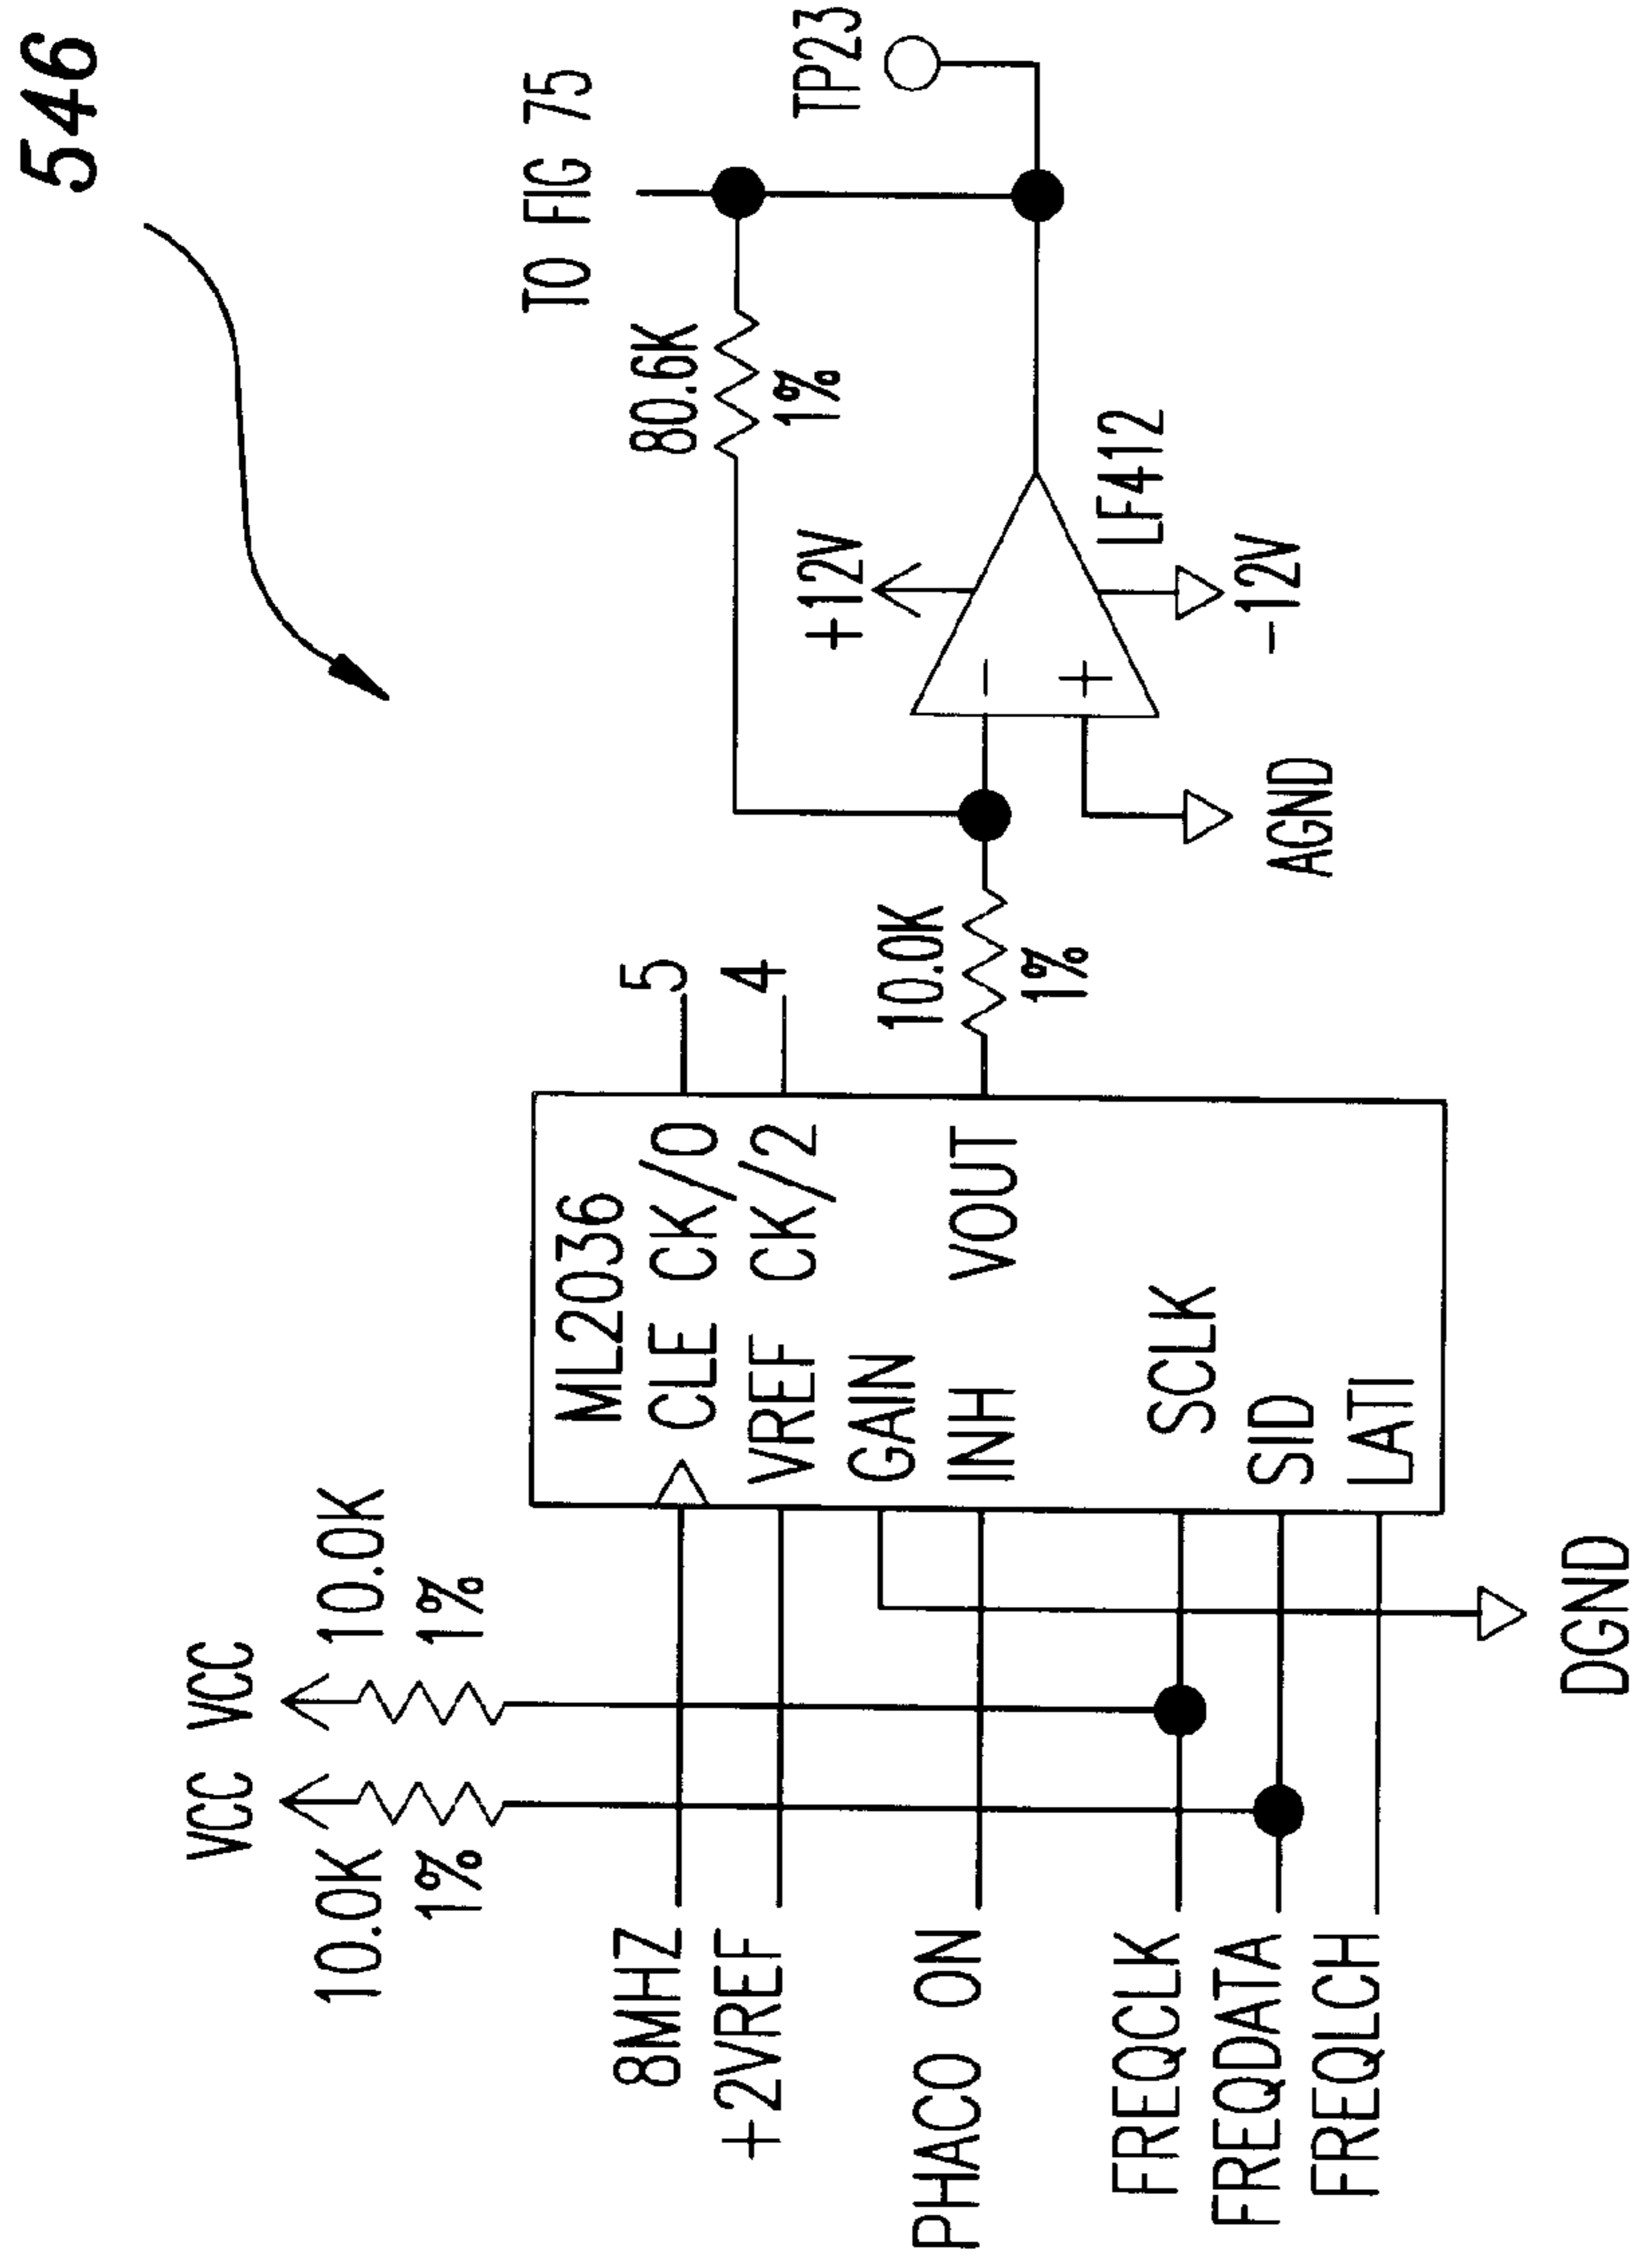 546
VCC VCC
10.0K
1%
10.0K
1%
8MHZ
+2VREF
PHACO ON
FREQCLK
FREQDATA
FREQLCH
DGND
ML2036
CLE CK//0
VREF CK//2
GAIN
INH VOUT
SCLK
SID
LATI
5
4
10.0K
1%
AGND
+12V
-12V
LF412
80.6K
1%
TO FIG 75
TP23